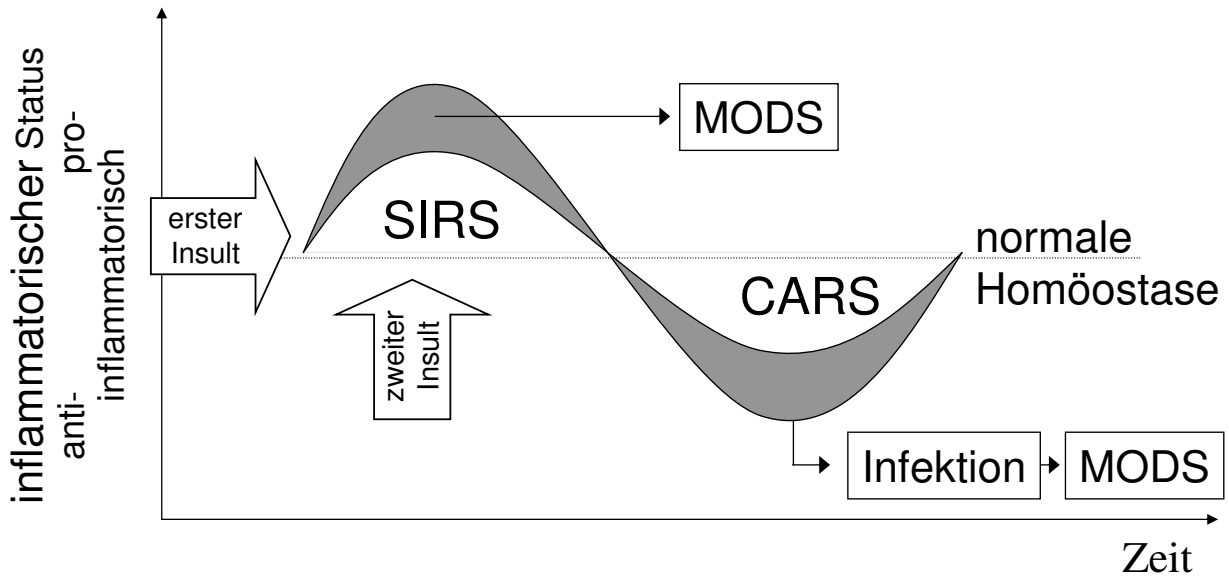 inflammatorischer Status
pro-
inflammatorisch
anti-
erster
Insult
SIRS
zweiter
Insult
MODS
CARS
normale
Homöostase
Infektion
MODS
Zeit